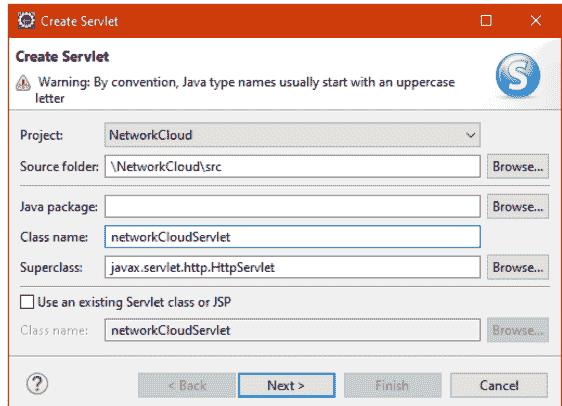 Create Servlet
Create Servlet
Warning: By convention, Java type names usually start with an uppercase
letter
S
Project: NetworkCloud
Source folder: \NetworkCloud\src Browse...
Java package: Browse...
Class name: networkCloudServlet
Superclass: javax.servlet.http.HttpServlet Browse...
Use an existing Servlet class or JSP
Class name: networkCloudServlet Browse...
? < Back Next > Finish Cancel